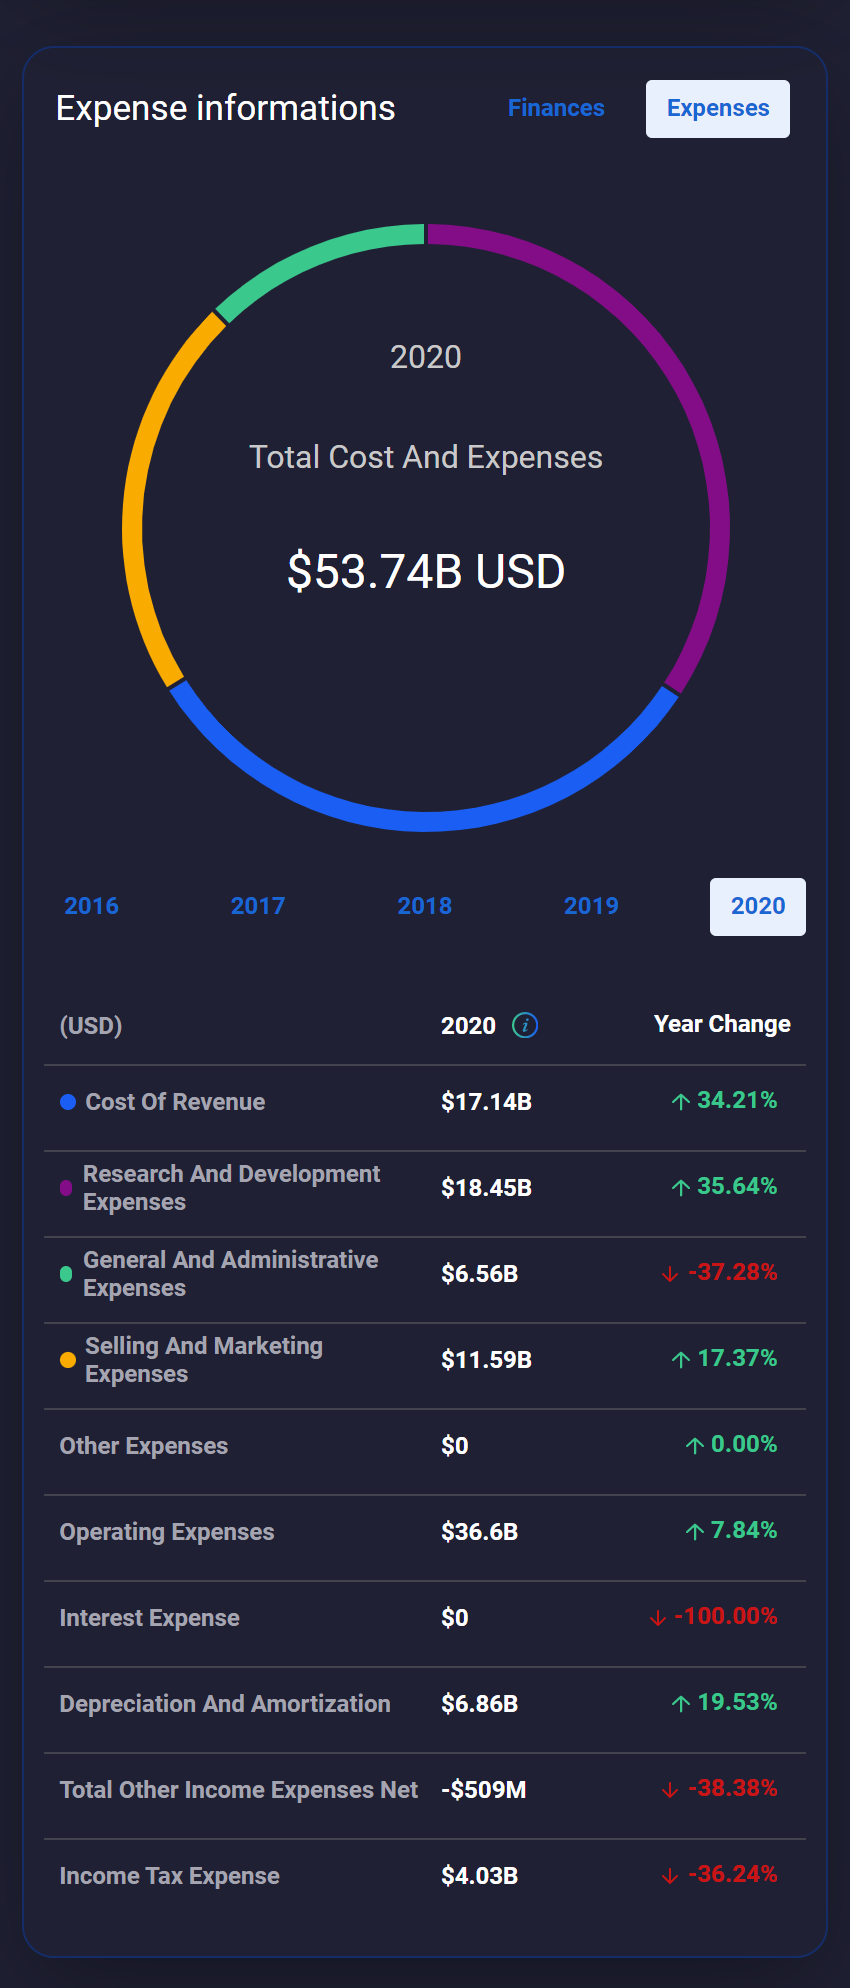 Expense informations
Finances
Expenses
2020
Total Cost And Expenses
$53.74B USD
2016
2017
2018
2019
2020
(USD)
2020 i
Year Change
Cost Of Revenue
$17.14B
↑ 34.21%
Research And Development
Expenses
$18.45B
↑ 35.64%
General And Administrative
Expenses
$6.56B
↓ -37.28%
Selling And Marketing
Expenses
$11.59B
↑ 17.37%
Other Expenses
$0
↑ 0.00%
Operating Expenses
$36.6B
↑ 7.84%
Interest Expense
$0
↓ -100.00%
Depreciation And Amortization
$6.86B
↑ 19.53%
Total Other Income Expenses Net
-$509M
↓ -38.38%
Income Tax Expense
$4.03B
↓ -36.24%